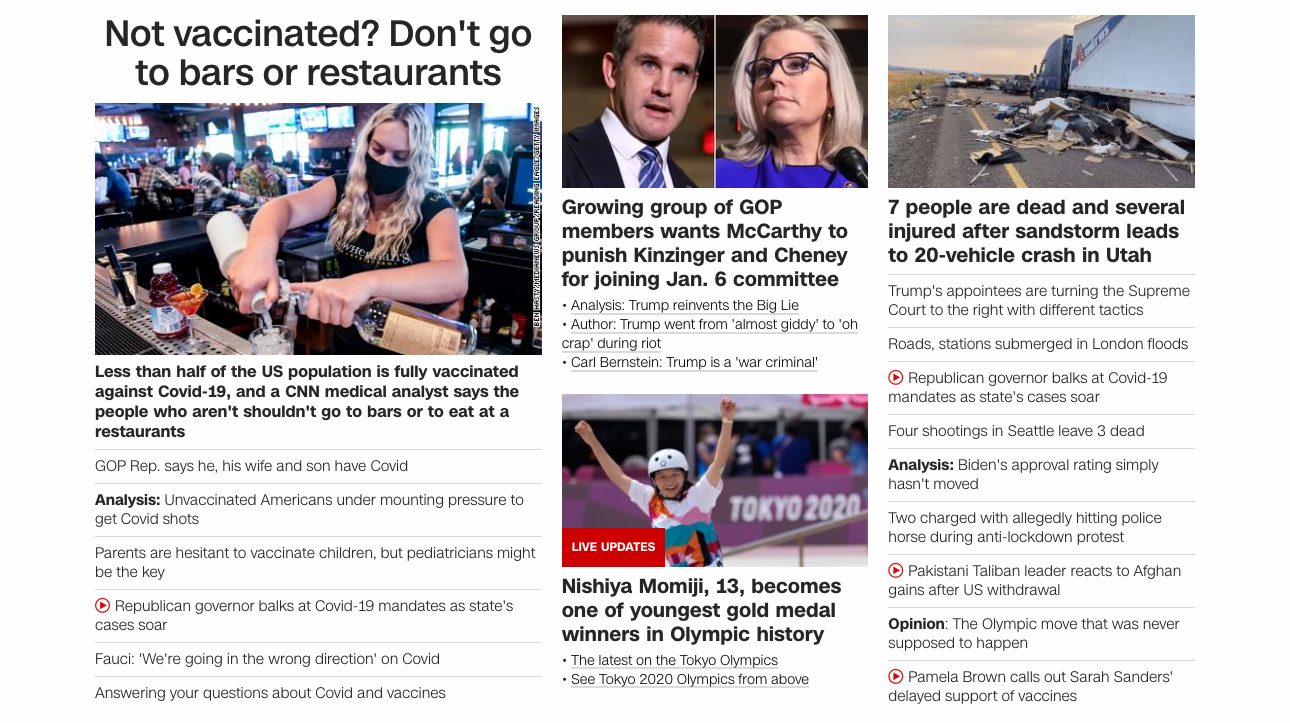 Not vaccinated? Don't go
to bars or restaurants
BEN HASTY/MEDIANEWS GROUP/READING EAGLE/GETTY IMAGES
Less than half of the US population is fully vaccinated
against Covid-19, and a CNN medical analyst says the
people who aren't shouldn't go to bars or to eat at a
restaurants
GOP Rep. says he, his wife and son have Covid
Analysis: Unvaccinated Americans under mounting pressure to
get Covid shots
Parents are hesitant to vaccinate children, but pediatricians might
be the key
Republican governor balks at Covid-19 mandates as state's
cases soar
Fauci: 'We're going in the wrong direction' on Covid
Answering your questions about Covid and vaccines
Growing group of GOP
members wants McCarthy to
punish Kinzinger and Cheney
for joining Jan. 6 committee
• Analysis: Trump reinvents the Big Lie
• Author: Trump went from 'almost giddy' to 'oh
crap' during riot
• Carl Bernstein: Trump is a 'war criminal'
TOKYO 2020
LIVE UPDATES
Nishiya Momiji, 13, becomes
one of youngest gold medal
winners in Olympic history
• The latest on the Tokyo Olympics
• See Tokyo 2020 Olympics from above
7 people are dead and several
injured after sandstorm leads
to 20-vehicle crash in Utah
Trump's appointees are turning the Supreme
Court to the right with different tactics
Roads, stations submerged in London floods
Republican governor balks at Covid-19
mandates as state's cases soar
Four shootings in Seattle leave 3 dead
Analysis: Biden's approval rating simply
hasn't moved
Two charged with allegedly hitting police
horse during anti-lockdown protest
Pakistani Taliban leader reacts to Afghan
gains after US withdrawal
Opinion: The Olympic move that was never
supposed to happen
Pamela Brown calls out Sarah Sanders'
delayed support of vaccines